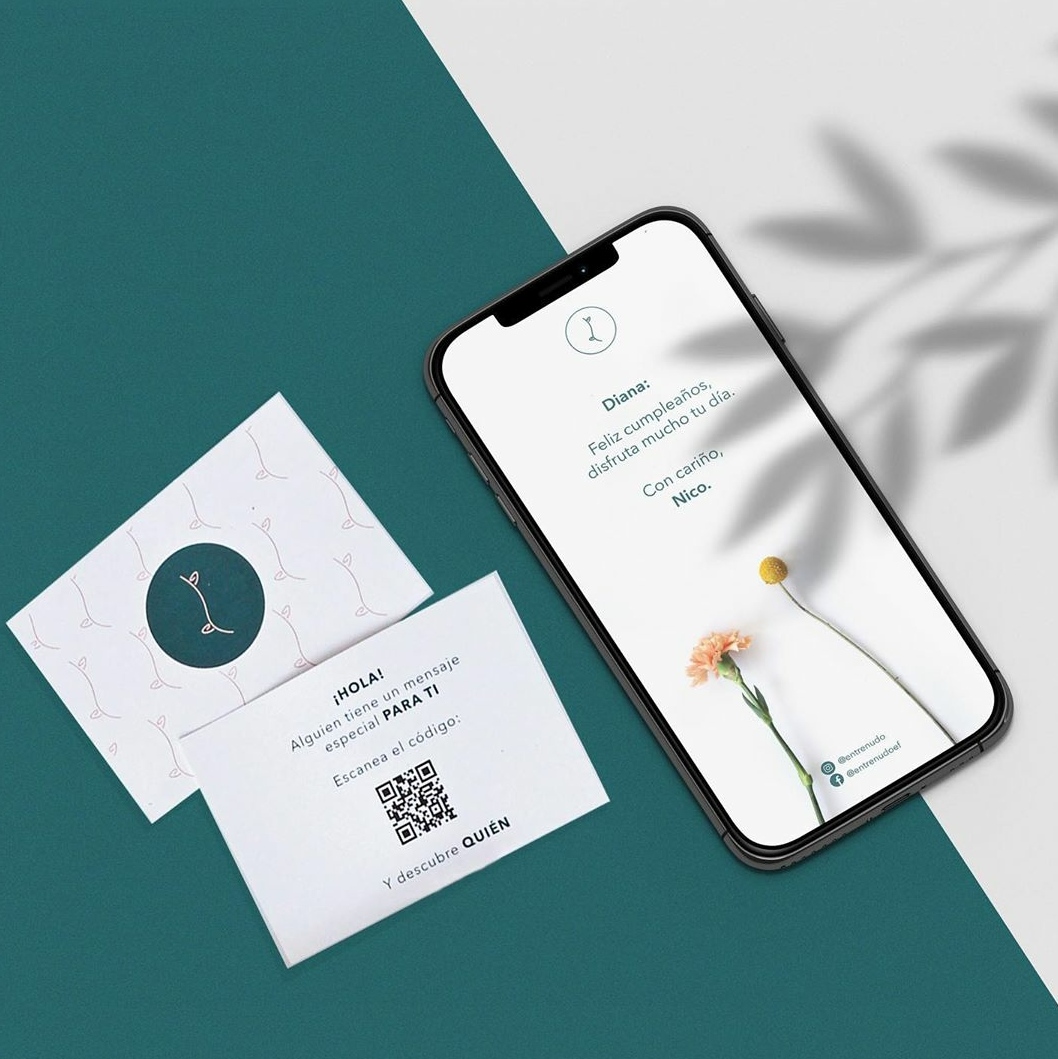 ¡HOLA!
Alguien tiene un mensaje
especial PARA TI
Escanea el código:
Y descubre QUIÉN
Diana:
Feliz cumpleaños,
disfruta mucho tu día.
Con cariño,
Nico.
@entrenudo
@entrenudoef